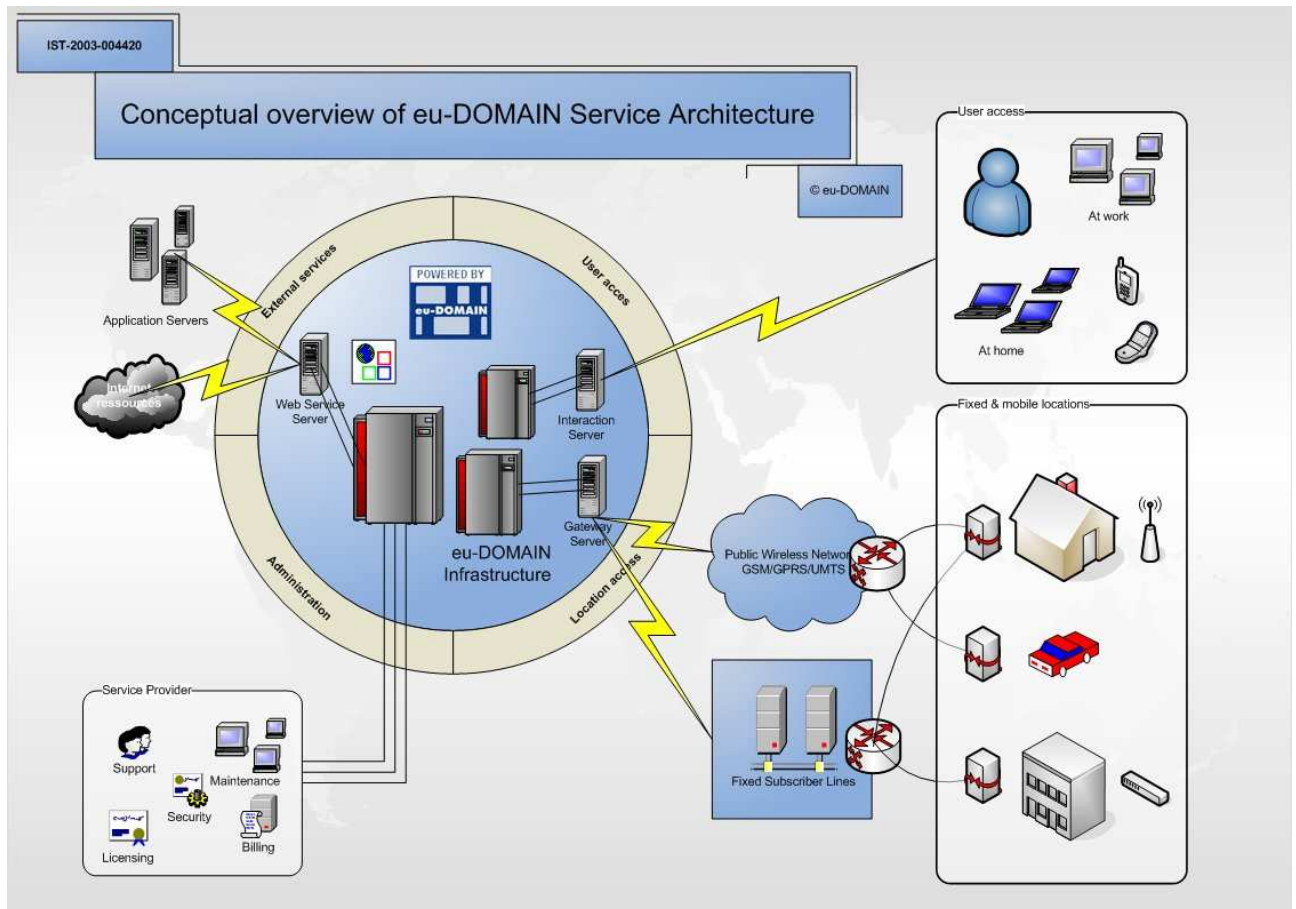 IST-2003-004420
Conceptual overview of eu-DOMAIN Service Architecture
© eu-DOMAIN
User access
At work
At home
External services
User acces
POWERED BY
eu-DOMAIN
Application Servers
Internet
ressources
Web Service
Server
Interaction
Server
Gateway
Server
eu-DOMAIN
Infrastructure
Administration
Location access
Fixed & mobile locations
Public Wireless Network
GSM/GPRS/UMTS
Fixed Subscriber Lines
Service Provider
Support
Maintenance
Security
Licensing
Billing